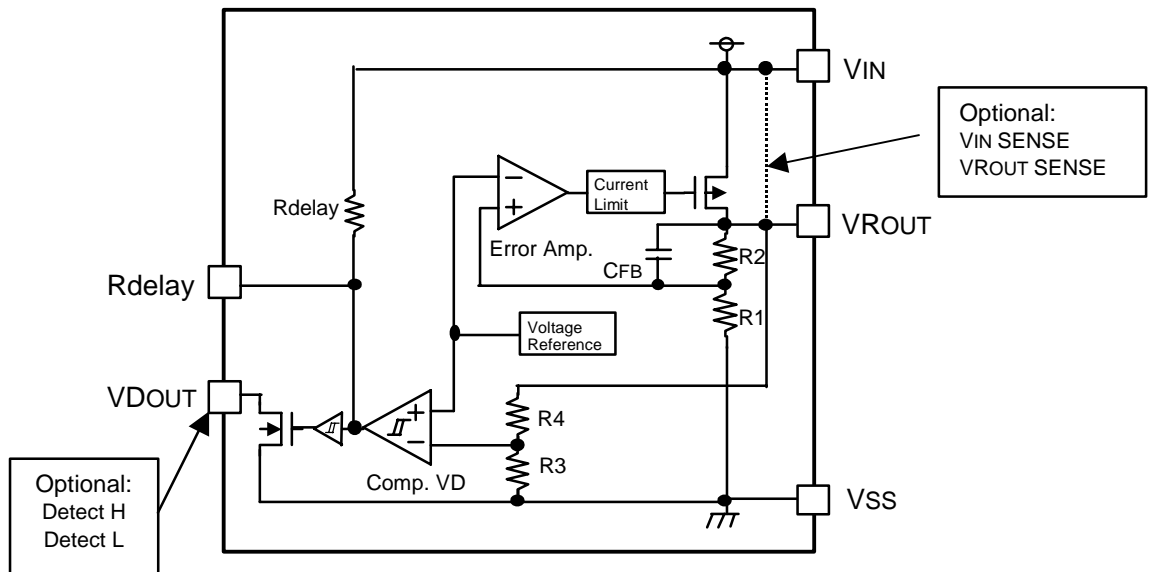 VIN
Optional:
VIN SENSE
VROUT SENSE
Rdelay
−
+
Current
Limit
Error Amp.
VROUT
CFB
R2
Rdelay
R1
Voltage
Reference
VDOUT
+
−
R4
R3
Comp. VD
VSS
Optional:
Detect H
Detect L